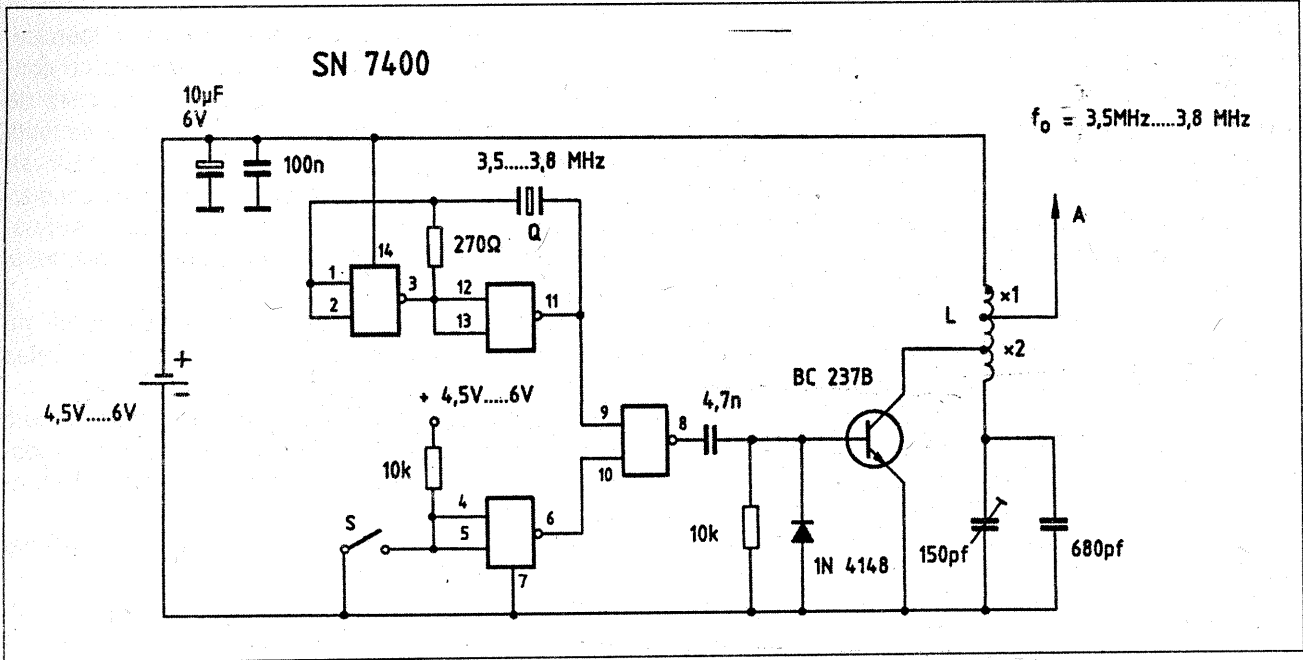 SN 7400
10µF
6V
100n
3,5.....3,8 MHz
Q
fo = 3,5MHz.....3,8 MHz
A
270Ω
14
1
2
3
12
13
11
L
×1
×2
+
−
4,5V.....6V
+ 4,5V.....6V
10k
S
4
5
6
7
9
10
8
4,7n
BC 237B
10k
1N 4148
150pf
680pf